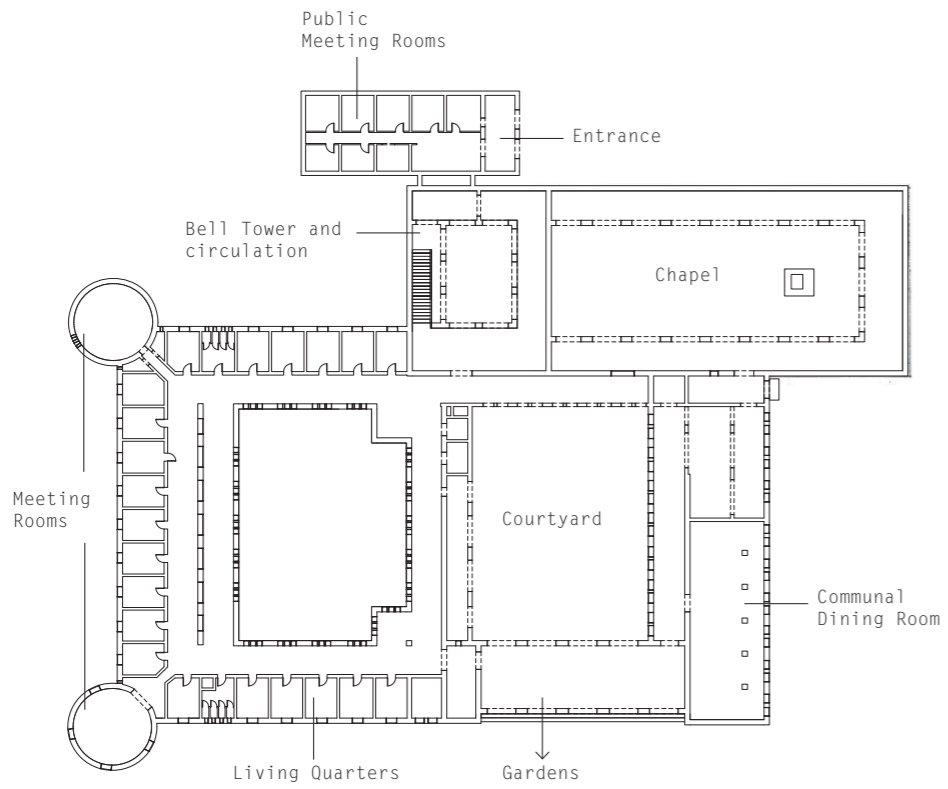 Public
Meeting Rooms
Entrance
Bell Tower and
circulation
Chapel
Meeting
Rooms
Courtyard
Communal
Dining Room
Living Quarters
Gardens